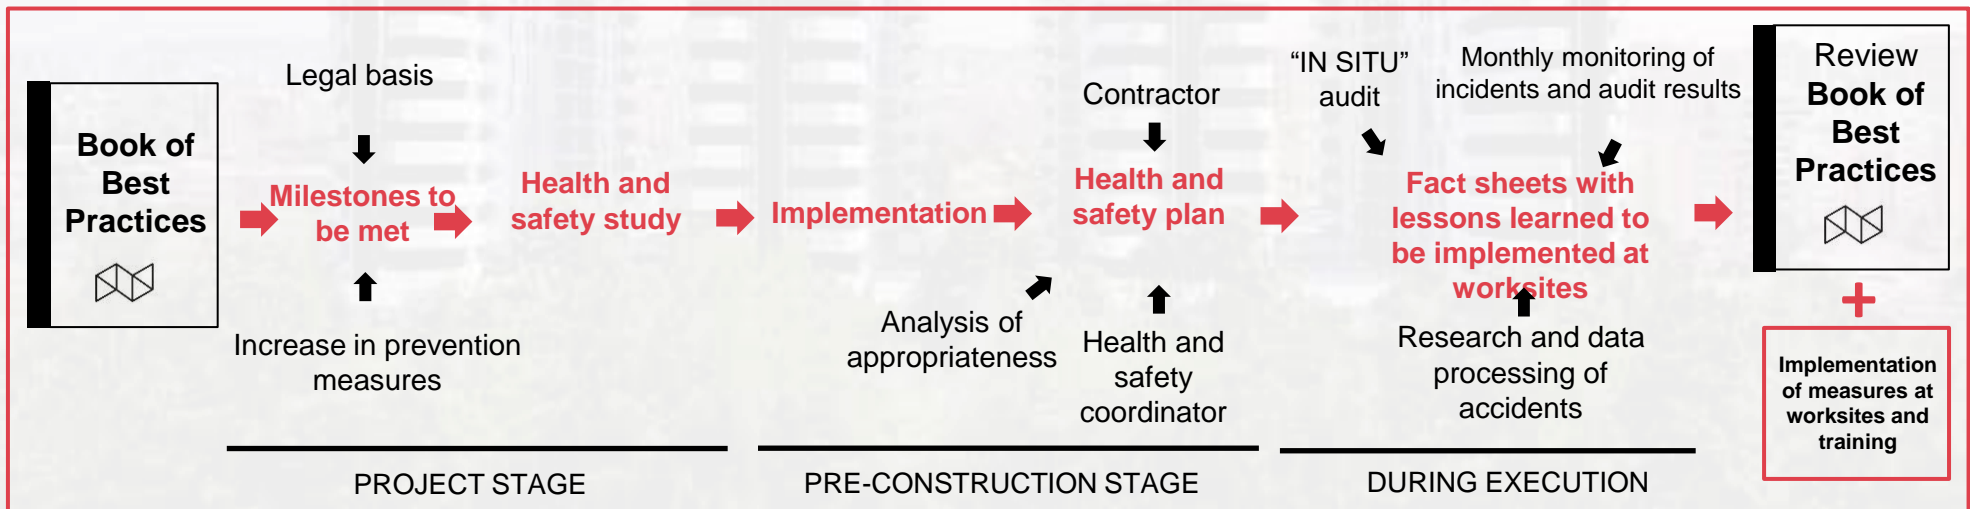 Book of
Best
Practices
Legal basis
Milestones to
be met
Increase in prevention
measures
Health and
safety study
PROJECT STAGE
Implementation
Contractor
Health and
safety plan
Analysis of
appropriateness
Health and
safety
coordinator
PRE-CONSTRUCTION STAGE
“IN SITU”
audit
Monthly monitoring of
incidents and audit results
Fact sheets with
lessons learned to
be implemented at
worksites
Research and data
processing of
accidents
DURING EXECUTION
Review
Book of
Best
Practices
+
Implementation
of measures at
worksites and
training